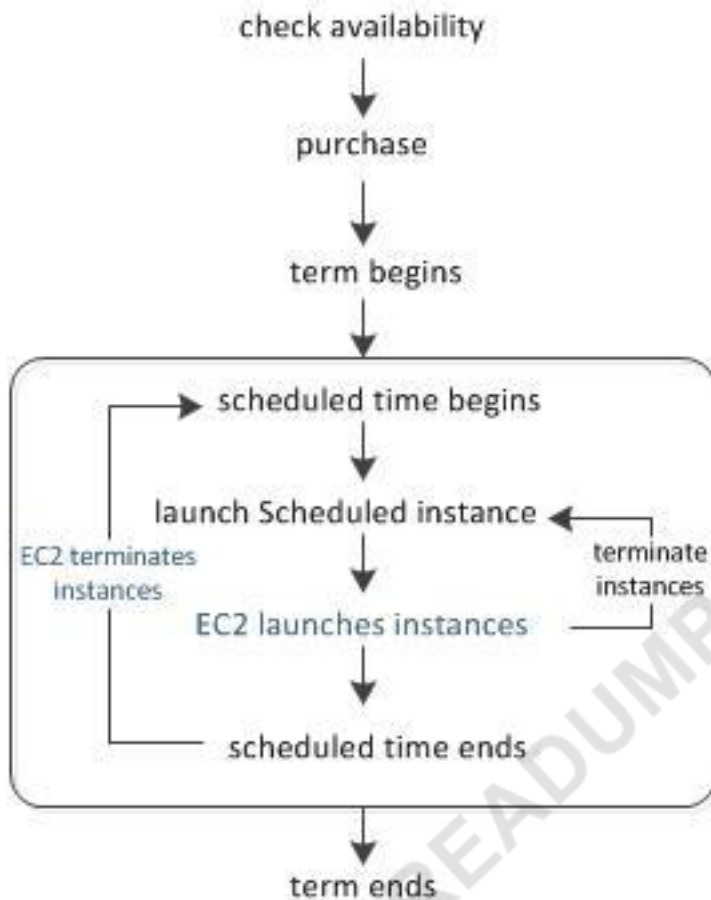 check availability
purchase
term begins
scheduled time begins
launch Scheduled instance
EC2 terminates
instances
terminate
instances
EC2 launches instances
scheduled time ends
term ends